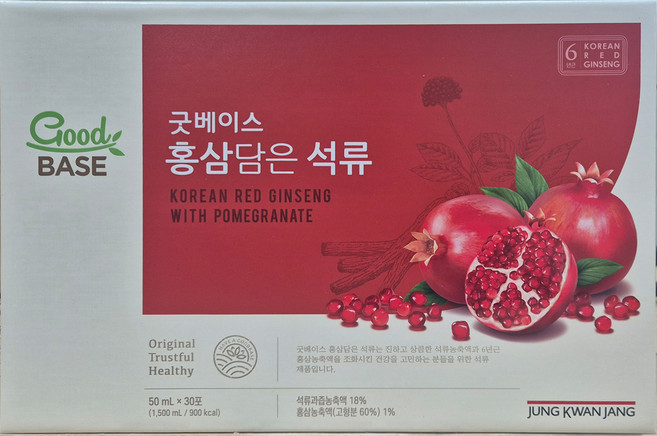 6년근
KOREAN
RED
GINSENG
Good
BASE
굿베이스
홍삼담은 석류
KOREAN RED GINSENG
WITH POMEGRANATE
Original
Trustful
Healthy
굿베이스 홍삼담은 석류는 진하고 상큼한 석류농축액과 6년근
홍삼농축액을 조화시킨 건강을 고민하는 분들을 위한 석류
제품입니다.
50 mL × 30포
(1,500 mL / 900 kcal)
석류과즙농축액 18%
홍삼농축액(고형분 60%) 1%
JUNG KWAN JANG